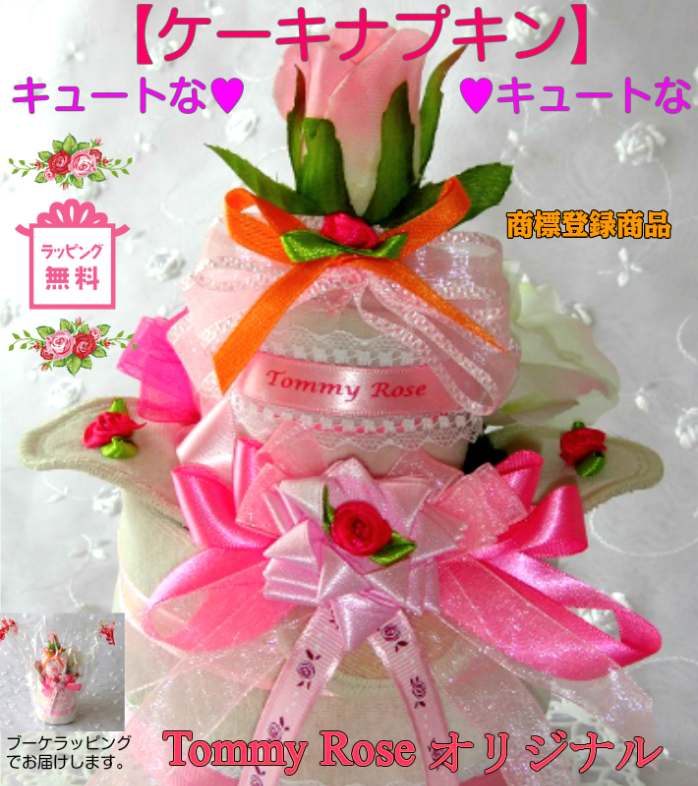 【ケーキナプキン】
キュートな♥
♥キュートな
商標登録商品
ラッピング
無料
Tommy Rose
ブーケラッピング
でお届けします。
Tommy Rose オリジナル